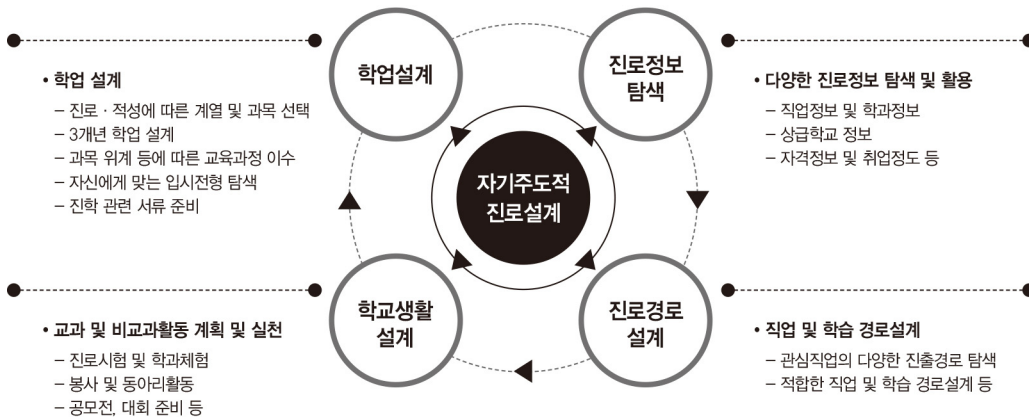 학업설계
진로정보
탐색
• 학업 설계
– 진로 · 적성에 따른 계열 및 과목 선택
– 3개년 학업 설계
– 과목 위계 등에 따른 교육과정 이수
– 자신에게 맞는 입시전형 탐색
– 진학 관련 서류 준비
• 다양한 진로정보 탐색 및 활용
– 직업정보 및 학과정보
– 상급학교 정보
– 자격정보 및 취업정도 등
자기주도적
진로설계
학교생활
설계
진로경로
설계
• 교과 및 비교과활동 계획 및 실천
– 진로시험 및 학과체험
– 봉사 및 동아리활동
– 공모전, 대회 준비 등
• 직업 및 학습 경로설계
– 관심직업의 다양한 진출경로 탐색
– 적합한 직업 및 학습 경로설계 등